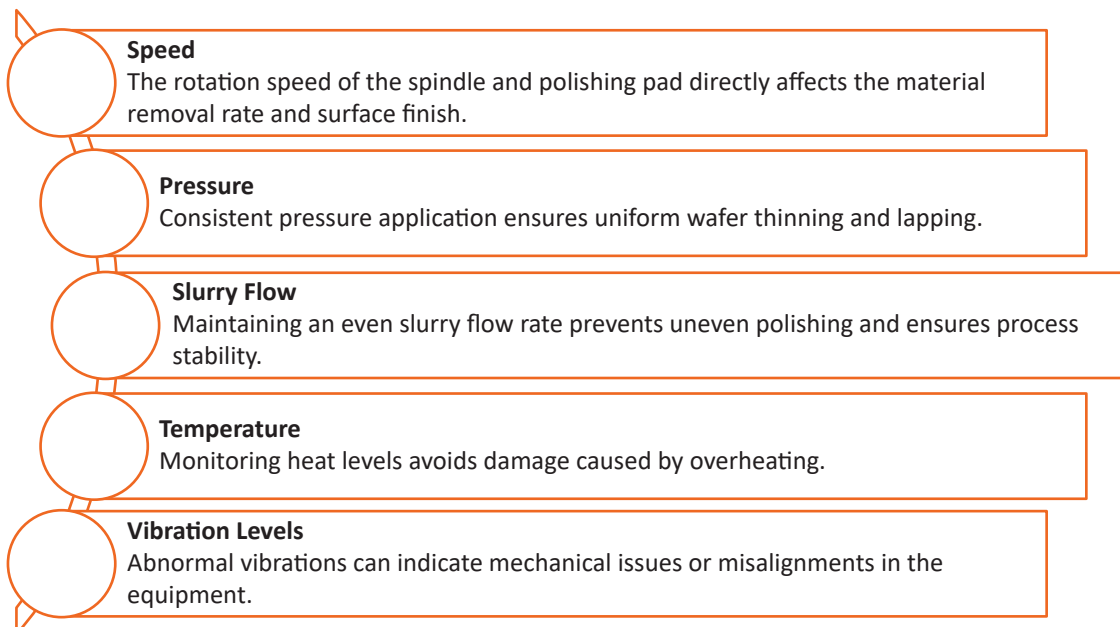 Speed
The rotation speed of the spindle and polishing pad directly affects the material
removal rate and surface finish.
Pressure
Consistent pressure application ensures uniform wafer thinning and lapping.
Slurry Flow
Maintaining an even slurry flow rate prevents uneven polishing and ensures process
stability.
Temperature
Monitoring heat levels avoids damage caused by overheating.
Vibration Levels
Abnormal vibrations can indicate mechanical issues or misalignments in the
equipment.